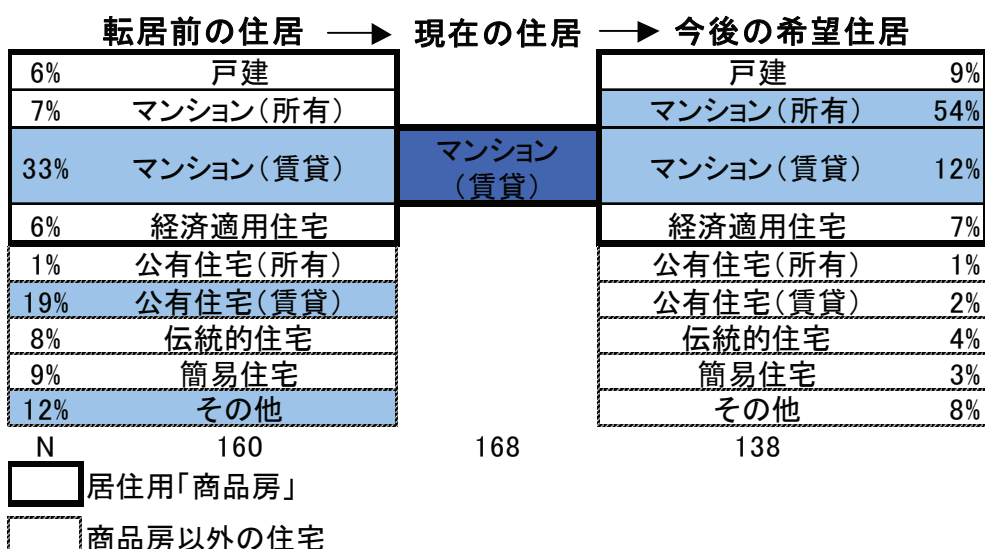 転居前の住居 → 現在の住居 → 今後の希望住居
6% 戸建 戸建 9%
7% マンション(所有) マンション(所有) 54%
33% マンション(賃貸) マンション(賃貸) マンション(賃貸) 12%
6% 経済適用住宅 経済適用住宅 7%
1% 公有住宅(所有) 公有住宅(所有) 1%
19% 公有住宅(賃貸) 公有住宅(賃貸) 2%
8% 伝統的住宅 伝統的住宅 4%
9% 簡易住宅 簡易住宅 3%
12% その他 その他 8%
N 160 168 138
居住用「商品房」
商品房以外の住宅